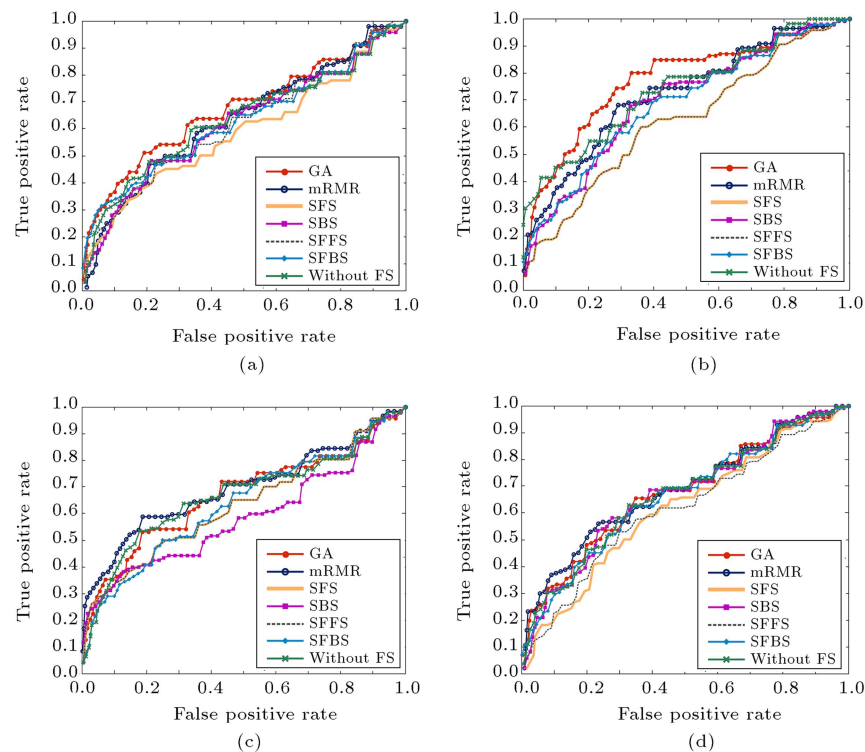 True positive rate
1.0
0.9
0.8
0.7
0.6
0.5
0.4
0.3
0.2
0.1
0.0
GA
mRMR
SFS
SBS
SFFS
SFBS
Without FS
0.0 0.2 0.4 0.6 0.8 1.0
False positive rate
(a)
True positive rate
1.0
0.9
0.8
0.7
0.6
0.5
0.4
0.3
0.2
0.1
0.0
GA
mRMR
SFS
SBS
SFFS
SFBS
Without FS
0.0 0.2 0.4 0.6 0.8 1.0
False positive rate
(b)
True positive rate
1.0
0.9
0.8
0.7
0.6
0.5
0.4
0.3
0.2
0.1
0.0
GA
mRMR
SFS
SBS
SFFS
SFBS
Without FS
0.0 0.2 0.4 0.6 0.8 1.0
False positive rate
(c)
True positive rate
1.0
0.9
0.8
0.7
0.6
0.5
0.4
0.3
0.2
0.1
0.0
GA
mRMR
SFS
SBS
SFFS
SFBS
Without FS
0.0 0.2 0.4 0.6 0.8 1.0
False positive rate
(d)